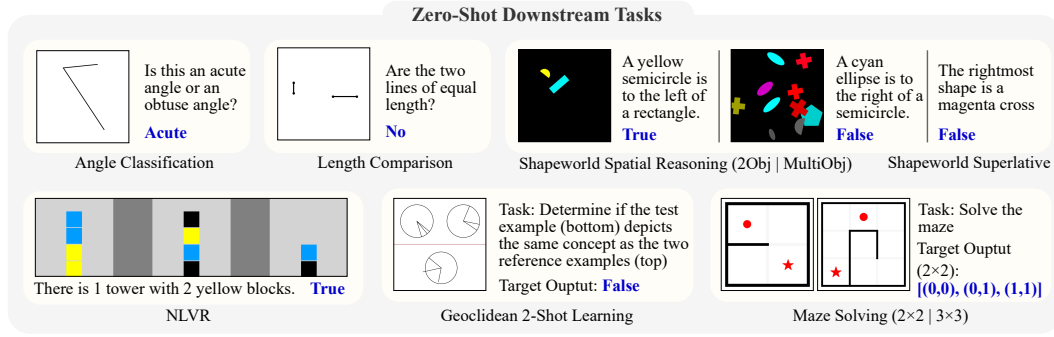 Zero-Shot Downstream Tasks
Is this an acute
angle or an
obtuse angle?
Acute
Angle Classification
Are the two
lines of equal
length?
No
Length Comparison
A yellow
semicircle is
to the left of
a rectangle.
True
A cyan
ellipse is to
the right of a
semicircle.
False
Shapeworld Spatial Reasoning (2Obj | MultiObj)
The rightmost
shape is a
magenta cross
False
Shapeworld Superlative
There is 1 tower with 2 yellow blocks. True
NLVR
Task: Determine if the test
example (bottom) depicts
the same concept as the two
reference examples (top)
Target Ouptut: False
Geoclidean 2-Shot Learning
Task: Solve the
maze
Target Ouptut
(2×2):
[(0,0), (0,1), (1,1)]
Maze Solving (2×2 | 3×3)